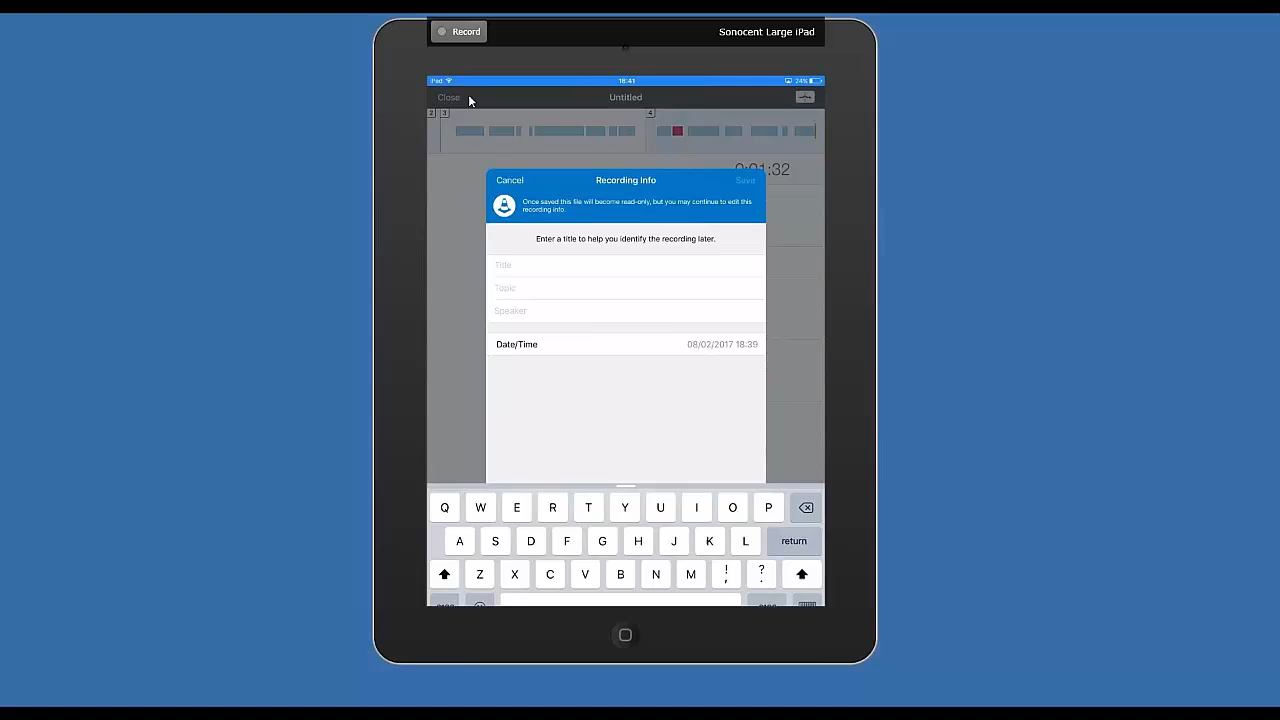 Record
Sonocent Large iPad
iPad
18:41
24%
Close
Untitled
2
3
4
0:01:32
Cancel
Recording Info
Save
Once saved this file will become read-only, but you may continue to edit this
recording info.
Enter a title to help you identify the recording later.
Title
Topic
Speaker
Date/Time
08/02/2017 18:39
Q W E R T Y U I O P
A S D F G H J K L return
Z X C V B N M ! , ? .